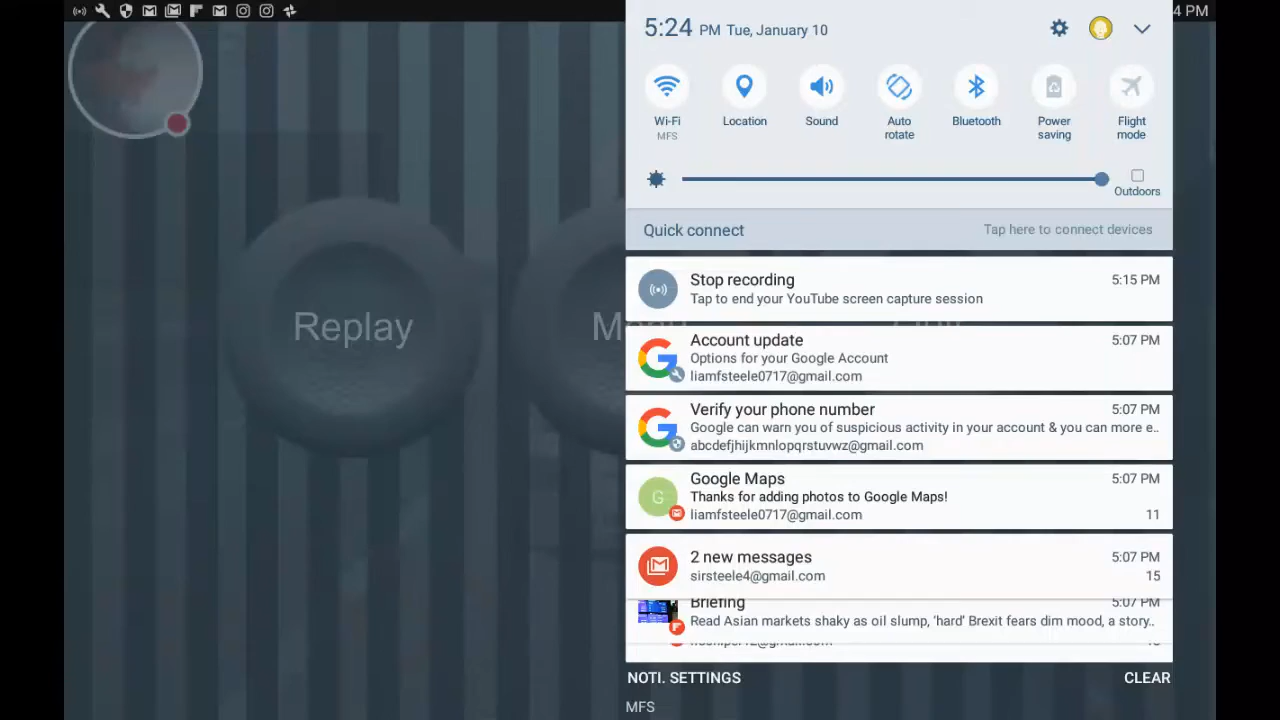 4 PM
5:24 PM Tue, January 10
Wi-Fi
MFS
Location
Sound
Auto
rotate
Bluetooth
Power
saving
Flight
mode
Outdoors
Quick connect
Tap here to connect devices
Stop recording 5:15 PM
Tap to end your YouTube screen capture session
Account update 5:07 PM
Options for your Google Account
liamfsteele0717@gmail.com
Verify your phone number 5:07 PM
Google can warn you of suspicious activity in your account & you can more e..
abcdefjhijkmnlopqrstuvwz@gmail.com
Google Maps 5:07 PM
G
Thanks for adding photos to Google Maps!
liamfsteele0717@gmail.com 11
2 new messages 5:07 PM
sirsteele4@gmail.com 15
Briefing 5:07 PM
Read Asian markets shaky as oil slump, 'hard' Brexit fears dim mood, a story..
NOTI. SETTINGS
CLEAR
MFS
Replay